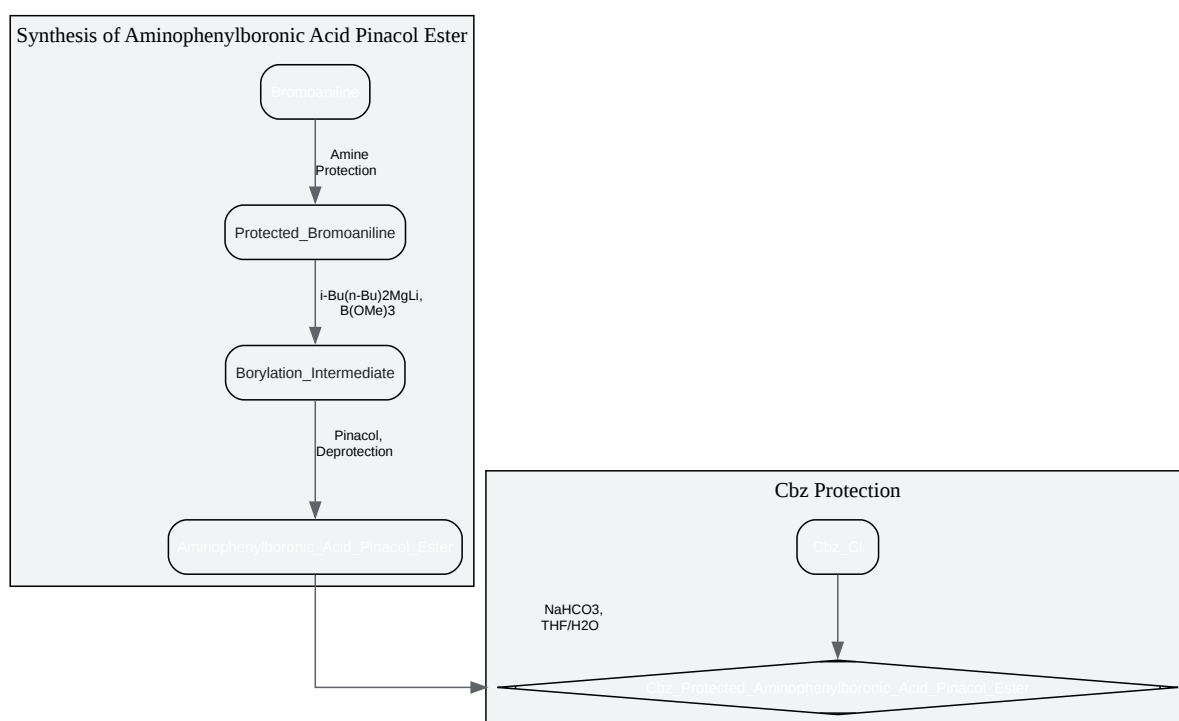 Synthesis of Aminophenylboronic Acid Pinacol Ester
Bromoaniline
Amine
Protection
Protected_Bromoaniline
i-Bu(n-Bu)2MgLi,
B(OMe)3
Borylation_Intermediate
Pinacol,
Deprotection
Aminophenylboronic_Acid_Pinacol_Ester
Cbz Protection
Cbz_Cl
NaHCO3,
THF/H2O
Cbz_Protected_Aminophenylboronic_Acid_Pinacol_Ester